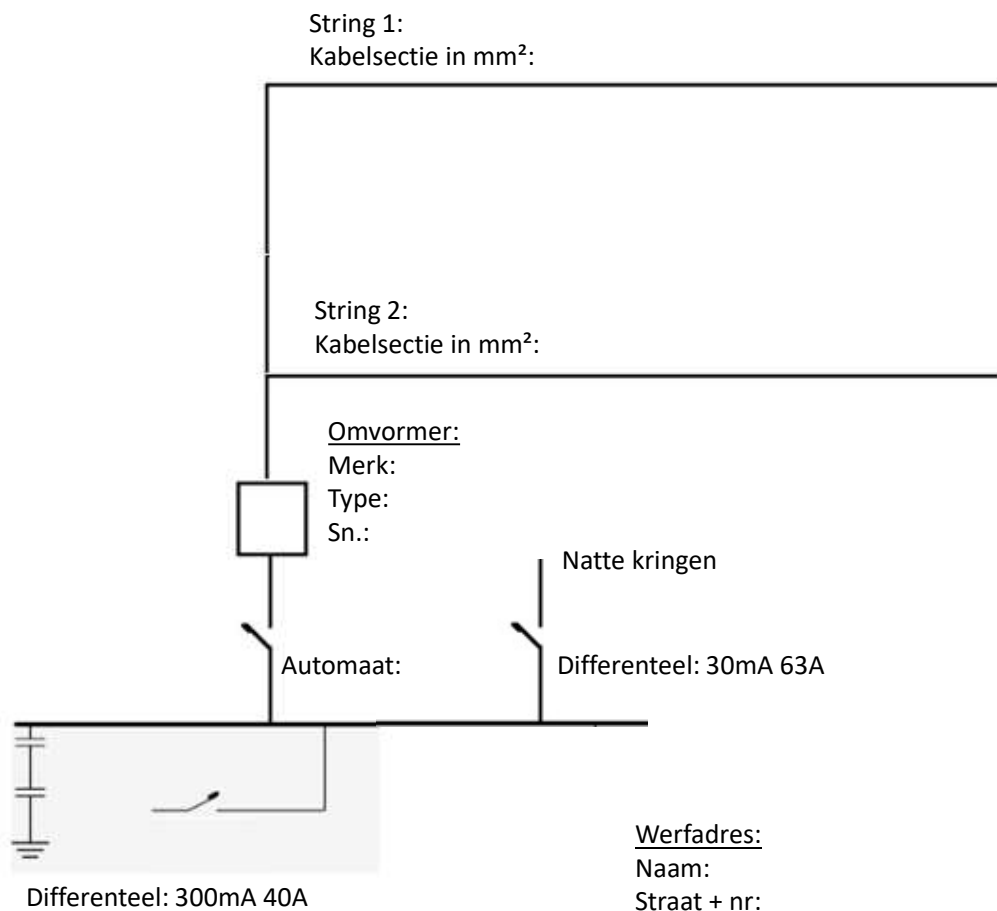 String 1:
Kabelsectie in mm²:
String 2:
Kabelsectie in mm²:
Omvormer:
Merk:
Type:
Sn.:
Natte kringen
Automaat:
Differenteel: 30mA 63A
Werfadres:
Naam:
Straat + nr:
Differenteel: 300mA 40A